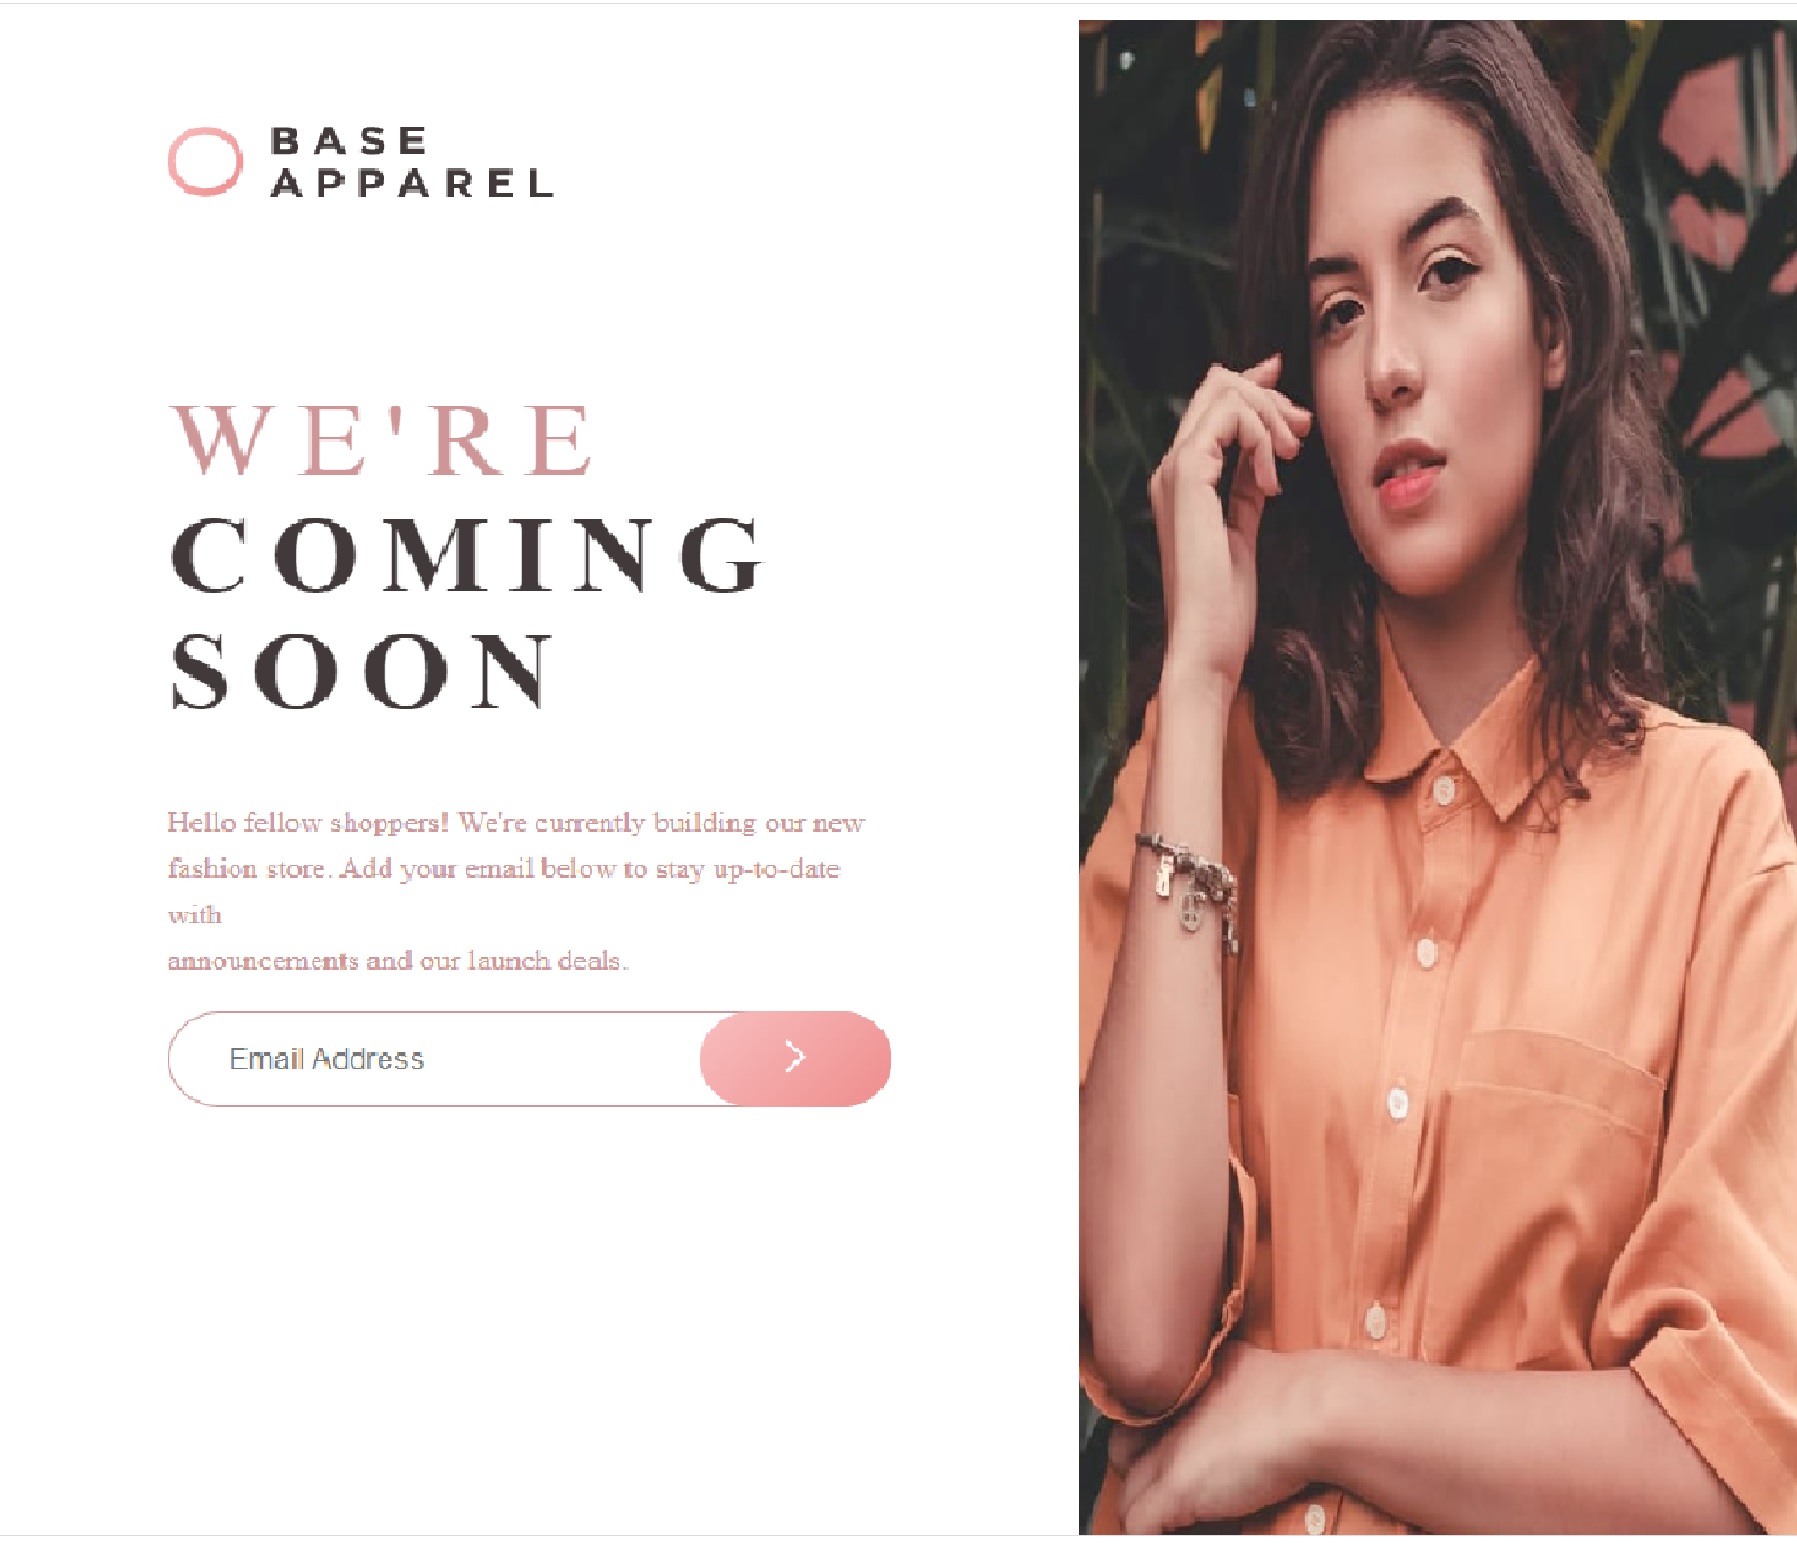 BASE
APPAREL
WE'RE
COMING
SOON
Hello fellow shoppers! We're currently building our new
fashion store. Add your email below to stay up-to-date
with
announcements and our launch deals.
Email Address